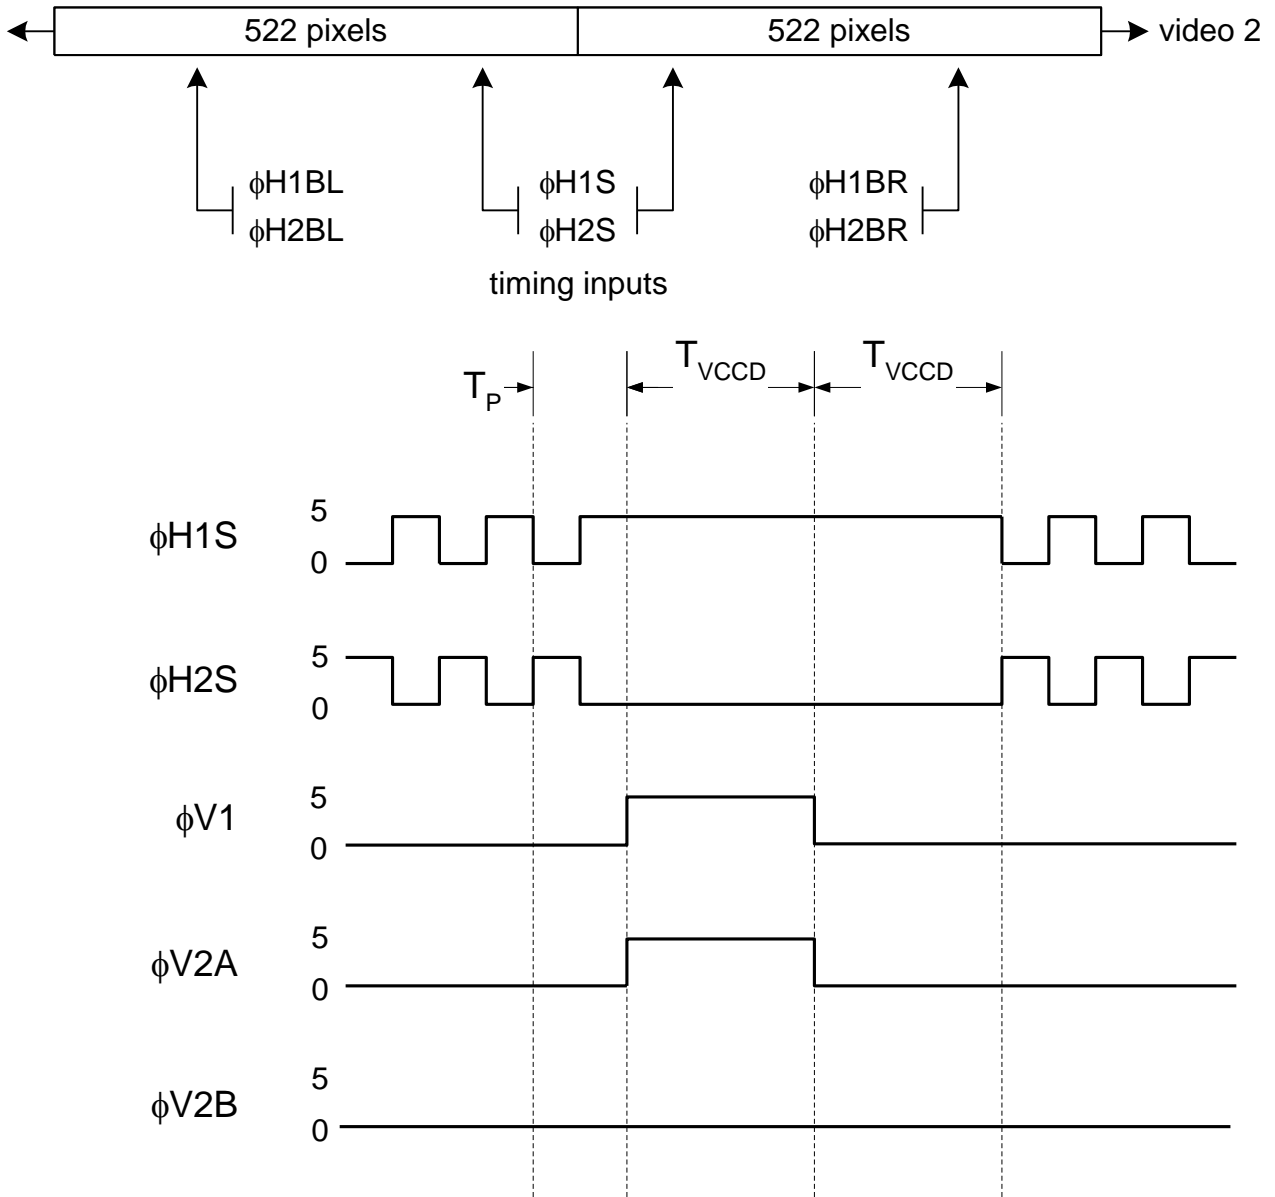 522 pixels 522 pixels video 2
ϕH1BL ϕH1S ϕH1BR
ϕH2BL ϕH2S ϕH2BR
timing inputs
TP TVCCD TVCCD
ϕH1S 5
0
ϕH2S 5
0
ϕV1 5
0
ϕV2A 5
0
ϕV2B 5
0